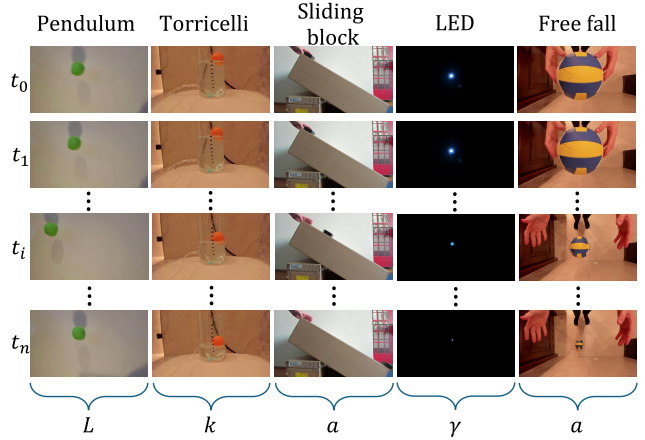 Pendulum Torricelli Sliding block LED Free fall
t₀
t₁
tᵢ
tₙ
L k a γ a